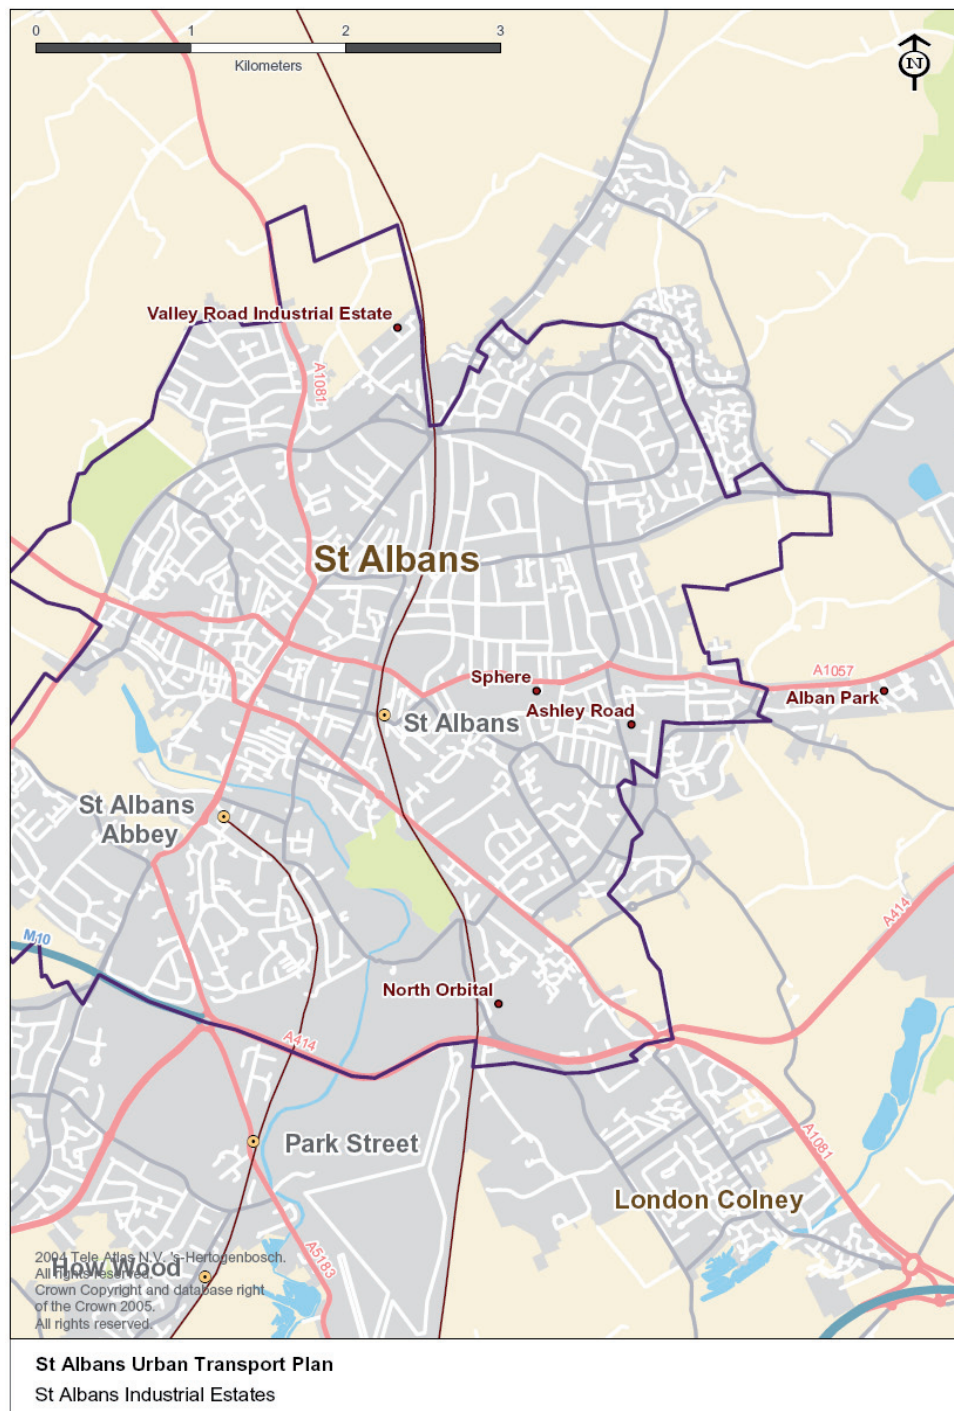 0 1 2 3
Kilometers
N
Valley Road Industrial Estate
A1081
St Albans
A1057
Sphere
Alban Park
Ashley Road
St Albans
St Albans
Abbey
A414
M10
North Orbital
A414
Park Street
A1081
London Colney
A5183
How Wood
2004 Tele Atlas N.V. 's-Hertogenbosch.
All rights reserved.
Crown Copyright and database right
of the Crown 2005.
All rights reserved.
St Albans Urban Transport Plan
St Albans Industrial Estates